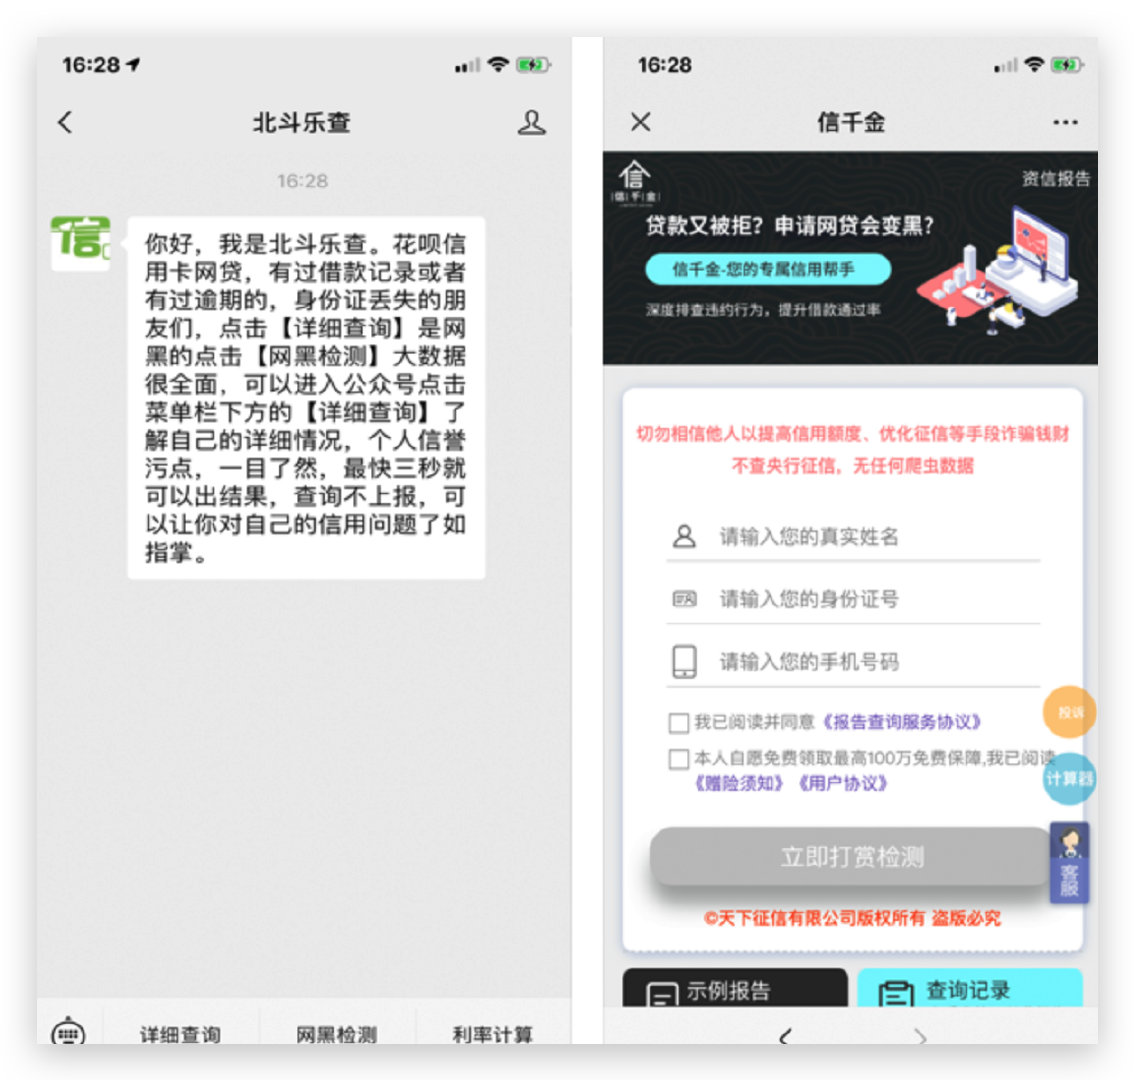 16:28
北斗乐查
16:28
信
你好，我是北斗乐查。花呗信
用卡网贷，有过借款记录或者
有过逾期的，身份证丢失的朋
友们，点击【详细查询】是网
黑的点击【网黑检测】大数据
很全面，可以进入公众号点击
菜单栏下方的【详细查询】了
解自己的详细情况，个人信誉
污点，一目了然，最快三秒就
可以出结果，查询不上报，可
以让你对自己的信用问题了如
指掌。
详细查询
网黑检测
利率计算
16:28
信千金
信
信千金
资信报告
贷款又被拒？申请网贷会变黑？
信千金-您的专属信用帮手
深度排查违约行为，提升借款通过率
切勿相信他人以提高信用额度、优化征信等手段诈骗钱财
不查央行征信，无任何爬虫数据
请输入您的真实姓名
请输入您的身份证号
请输入您的手机号码
我已阅读并同意《报告查询服务协议》
投诉
本人自愿免费领取最高100万免费保障,我已阅读
《赠险须知》《用户协议》
计算器
立即打赏检测
客服
©天下征信有限公司版权所有 盗版必究
示例报告
查询记录